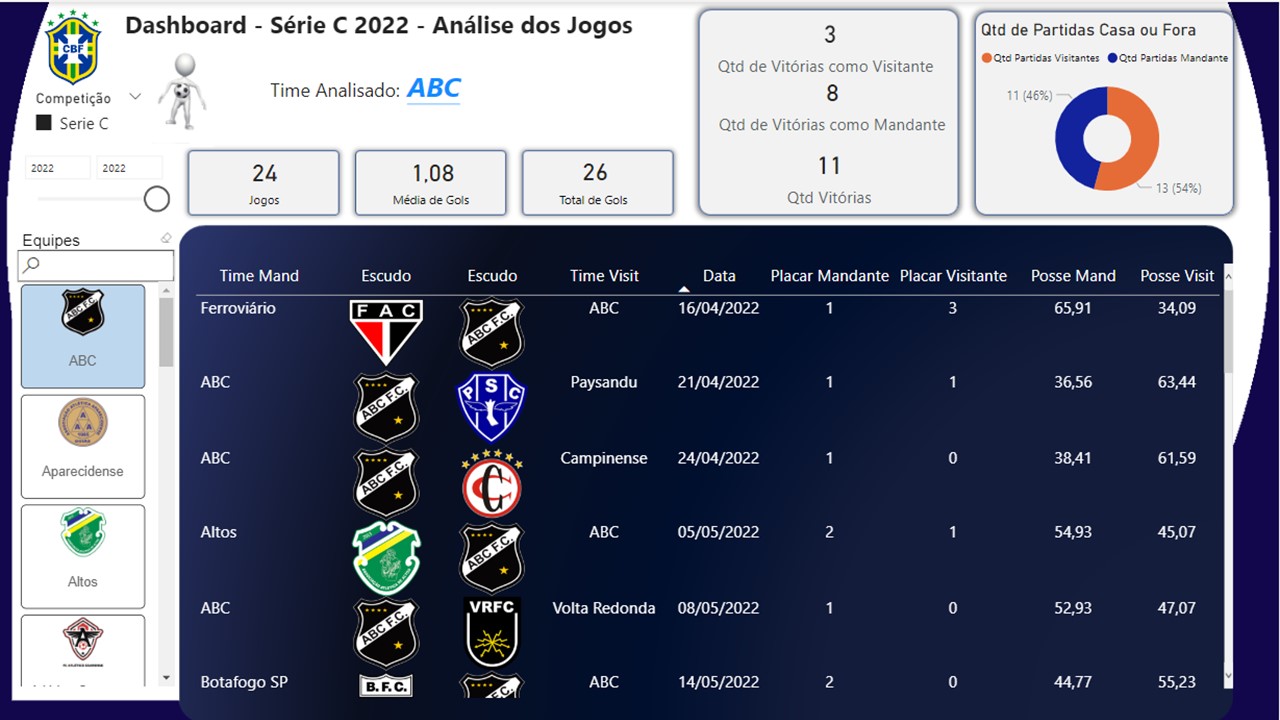 Dashboard - Série C 2022 - Análise dos Jogos
CBF
Competição
Serie C
Time Analisado: ABC
3
Qtd de Vitórias como Visitante
8
Qtd de Vitórias como Mandante
11
Qtd Vitórias
Qtd de Partidas Casa ou Fora
Qtd Partidas Visitantes Qtd Partidas Mandante
11 (46%)
13 (54%)
2022 2022
24
Jogos
1,08
Média de Gols
26
Total de Gols
Equipes
ABC F.C.
ABC
Aparecidense
Altos
Time Mand Escudo Escudo Time Visit Data Placar Mandante Placar Visitante Posse Mand Posse Visit
Ferroviário F A C ABC F.C. ABC 16/04/2022 1 3 65,91 34,09
ABC ABC F.C. P S C Paysandu 21/04/2022 1 1 36,56 63,44
ABC ABC F.C. C C Campinense 24/04/2022 1 0 38,41 61,59
Altos ABC F.C. ABC 05/05/2022 2 1 54,93 45,07
ABC ABC F.C. VRFC Volta Redonda 08/05/2022 1 0 52,93 47,07
Botafogo SP B.F.C. ABC F.C. ABC 14/05/2022 2 0 44,77 55,23